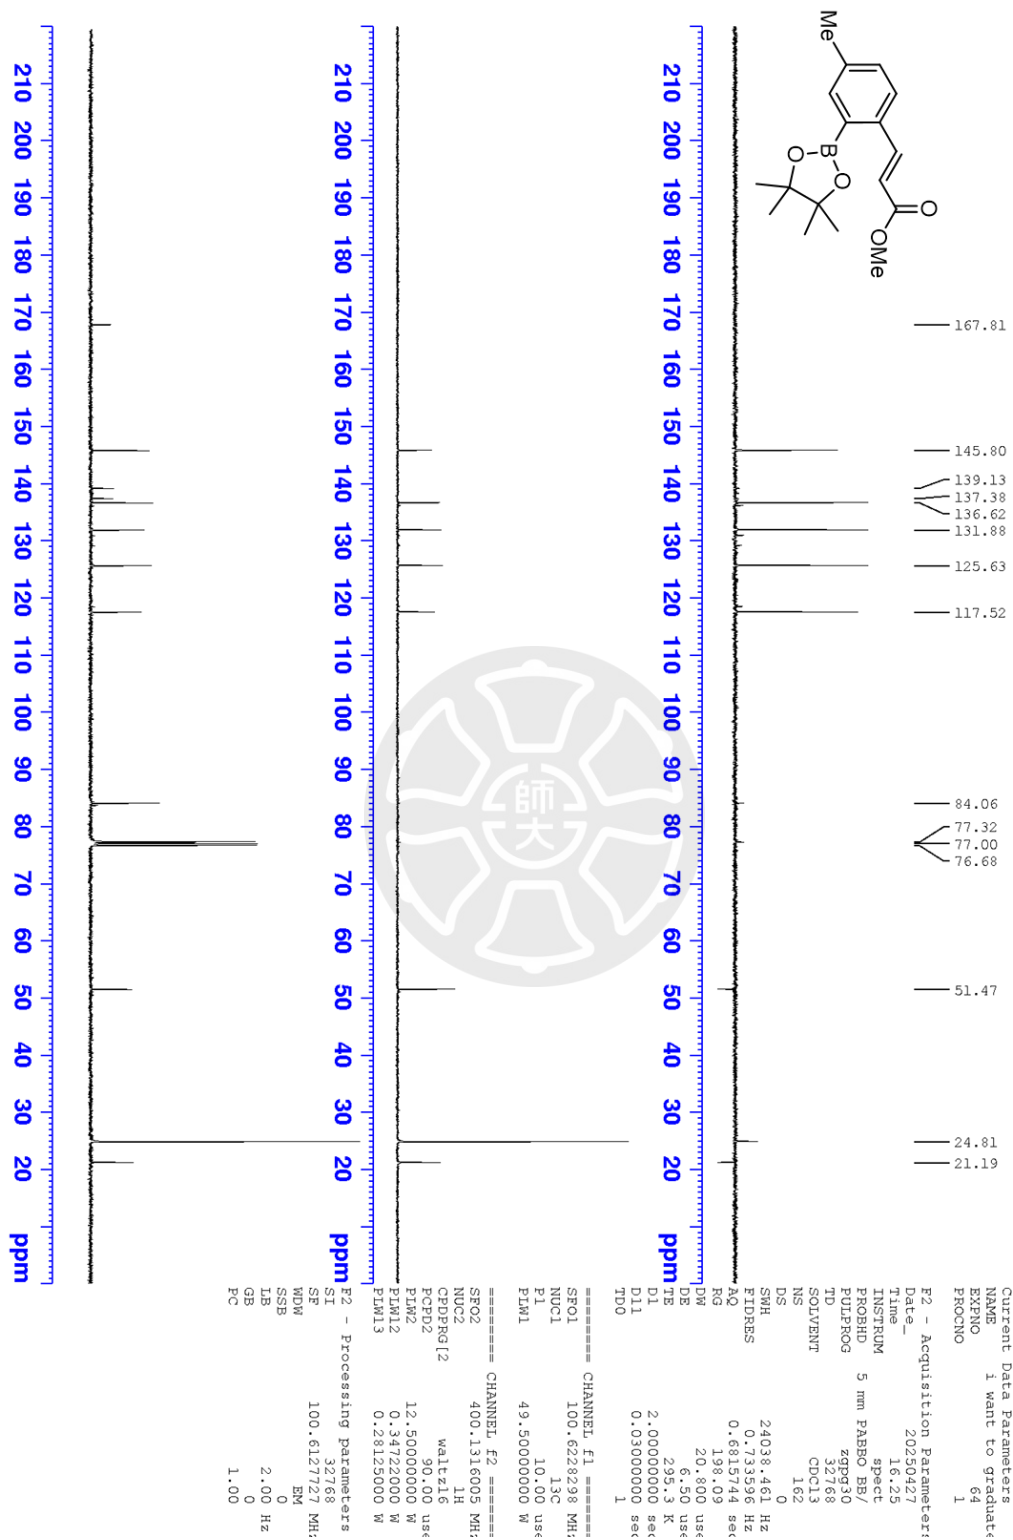 Me
B
O
O
O
OMe
167.81
145.80
139.13
137.38
136.62
131.88
125.63
117.52
84.06
77.32
77.00
76.68
51.47
24.81
21.19
210 200 190 180 170 160 150 140 130 120 110 100 90 80 70 60 50 40 30 20 ppm
210 200 190 180 170 160 150 140 130 120 110 100 90 80 70 60 50 40 30 20 ppm
210 200 190 180 170 160 150 140 130 120 110 100 90 80 70 60 50 40 30 20 ppm
師大
Current Data Parameters
NAME i want to graduate
EXPNO 64
PROCNO 1
F2 - Acquisition Parameters
Date_ 20250427
Time 16.25
INSTRUM spect
PROBHD 5 mm PABBO BB/
PULPROG zgpg30
TD 32768
SOLVENT CDCl3
NS 162
DS 0
SWH 24038.461 Hz
FIDRES 0.733596 Hz
AQ 0.6815744 sec
RG 198.09
DW 20.800 use
DE 6.50 use
TE 295.3 K
D1 2.00000000 sec
D11 0.03000000 sec
TD0 1
======== CHANNEL f1 ========
SFO1 100.6228298 MHz
NUC1 13C
P1 10.00 use
PLW1 49.50000000 W
======== CHANNEL f2 ========
SFO2 400.1316005 MHz
NUC2 1H
CPDPRG[2 waltz16
PCPD2 90.00 use
PLW2 12.50000000 W
PLW12 0.34722000 W
PLW13 0.28125000 W
F2 - Processing parameters
SI 32768
SF 100.6127727 MHz
WDW EM
SSB 0
LB 2.00 Hz
GB 0
PC 1.00